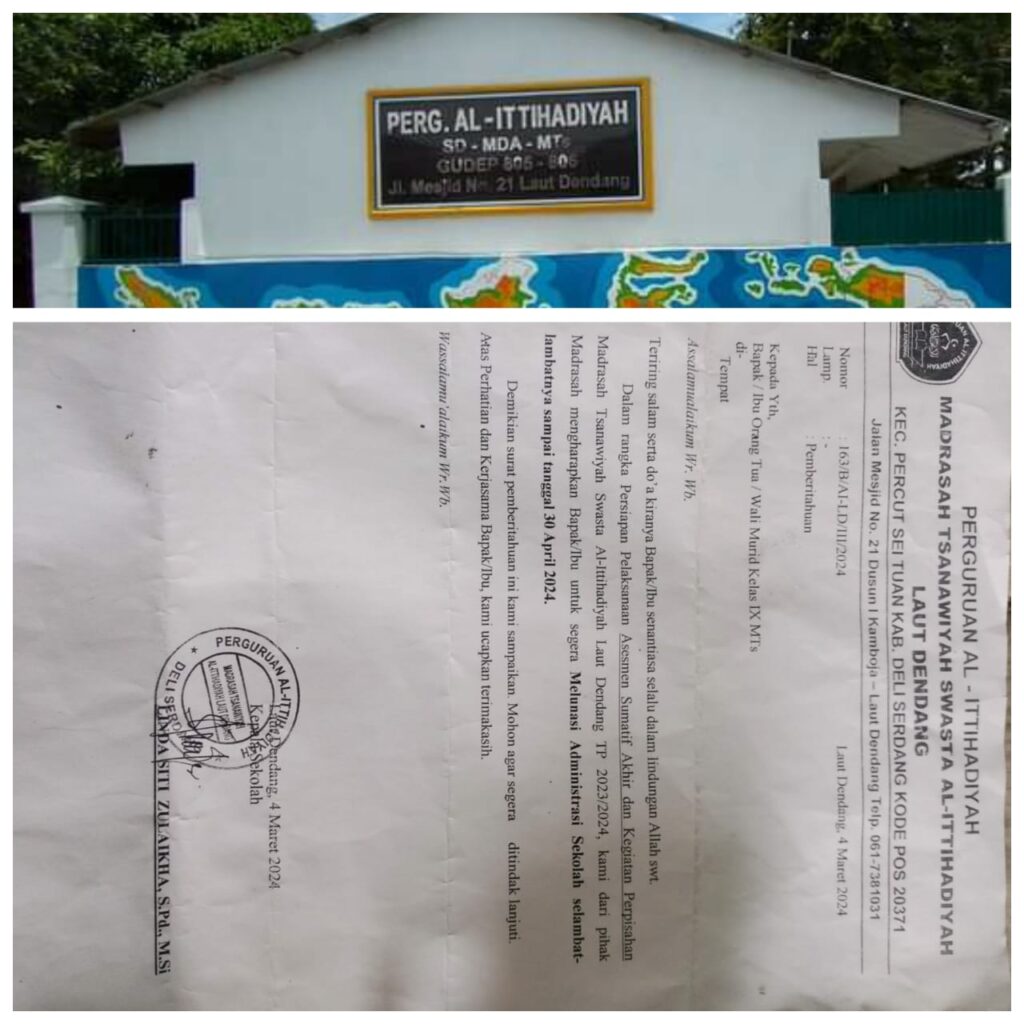 PERG. AL-ITTIHADIYAH
SD - MDA - MTs
GUDEP 805 - 806
Jl. Mesjid No. 21 Laut Dendang
PERGURUAN AL - ITTIHADIYAH
MADRASAH TSANAWIYAH SWASTA AL-ITTIHADIYAH
LAUT DENDANG
KEC. PERCUT SEI TUAN KAB. DELI SERDANG KODE POS 20371
Jalan Mesjid No. 21 Dusun I Kamboja – Laut Dendang Telp. 061-7381031
Nomor : 163/B/AI-LD/III/2024 Laut Dendang, 4 Maret 2024
Lamp. : -
Hal : Pemberitahuan
Kepada Yth,
Bapak / Ibu Orang Tua / Wali Murid Kelas IX MTs
di-
Tempat
Assalamualaikum Wr. Wb.
Teriring salam serta do'a kiranya Bapak/Ibu senantiasa selalu dalam lindungan Allah swt.
Dalam rangka Persiapan Pelaksanaan Asesmen Sumatif Akhir dan Kegiatan Perpisahan
Madrasah Tsanawiyah Swasta Al-Ittihadiyah Laut Dendang TP 2023/2024, kami dari pihak
Madrasah mengharapkan Bapak/Ibu untuk segera Melunasi Administrasi Sekolah selambat-
lambatnya sampai tanggal 30 April 2024.
Demikian surat pemberitahuan ini kami sampaikan. Mohon agar segera ditindak lanjuti.
Atas Perhatian dan Kerjasama Bapak/Ibu, kami ucapkan terimakasih.
Wassalamu'alaikum Wr.Wb.
Laut Dendang, 4 Maret 2024
Kepala Sekolah
PERGURUAN AL-ITTIH
MADRASAH TSANAWIYAH
AL-ITTIHADIYAH LAUT DENDANG
DELI SERDANG
LINDA SITI ZULAIKHA, S.Pd., M.Si